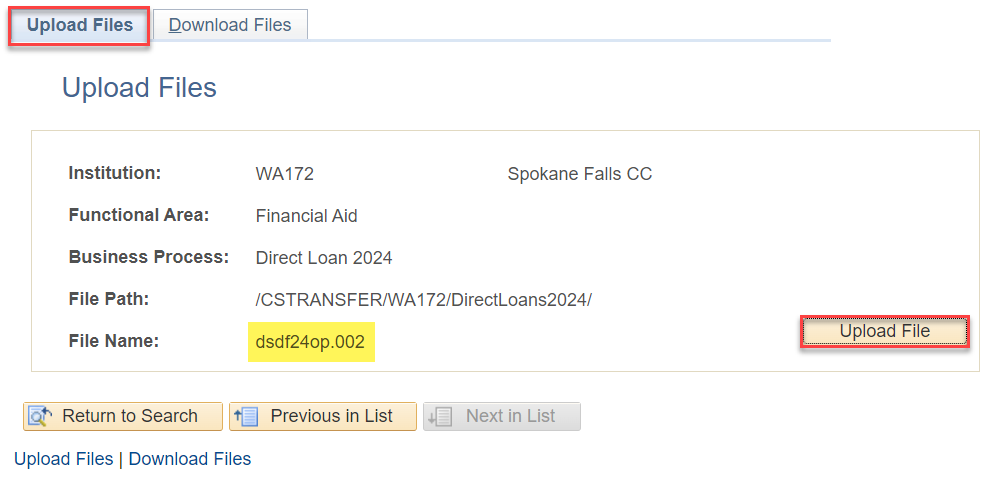 Upload Files Download Files
Upload Files
Institution: WA172 Spokane Falls CC
Functional Area: Financial Aid
Business Process: Direct Loan 2024
File Path: /CSTRANSFER/WA172/DirectLoans2024/
File Name: dsdf24op.002 Upload File
Return to Search Previous in List Next in List
Upload Files | Download Files